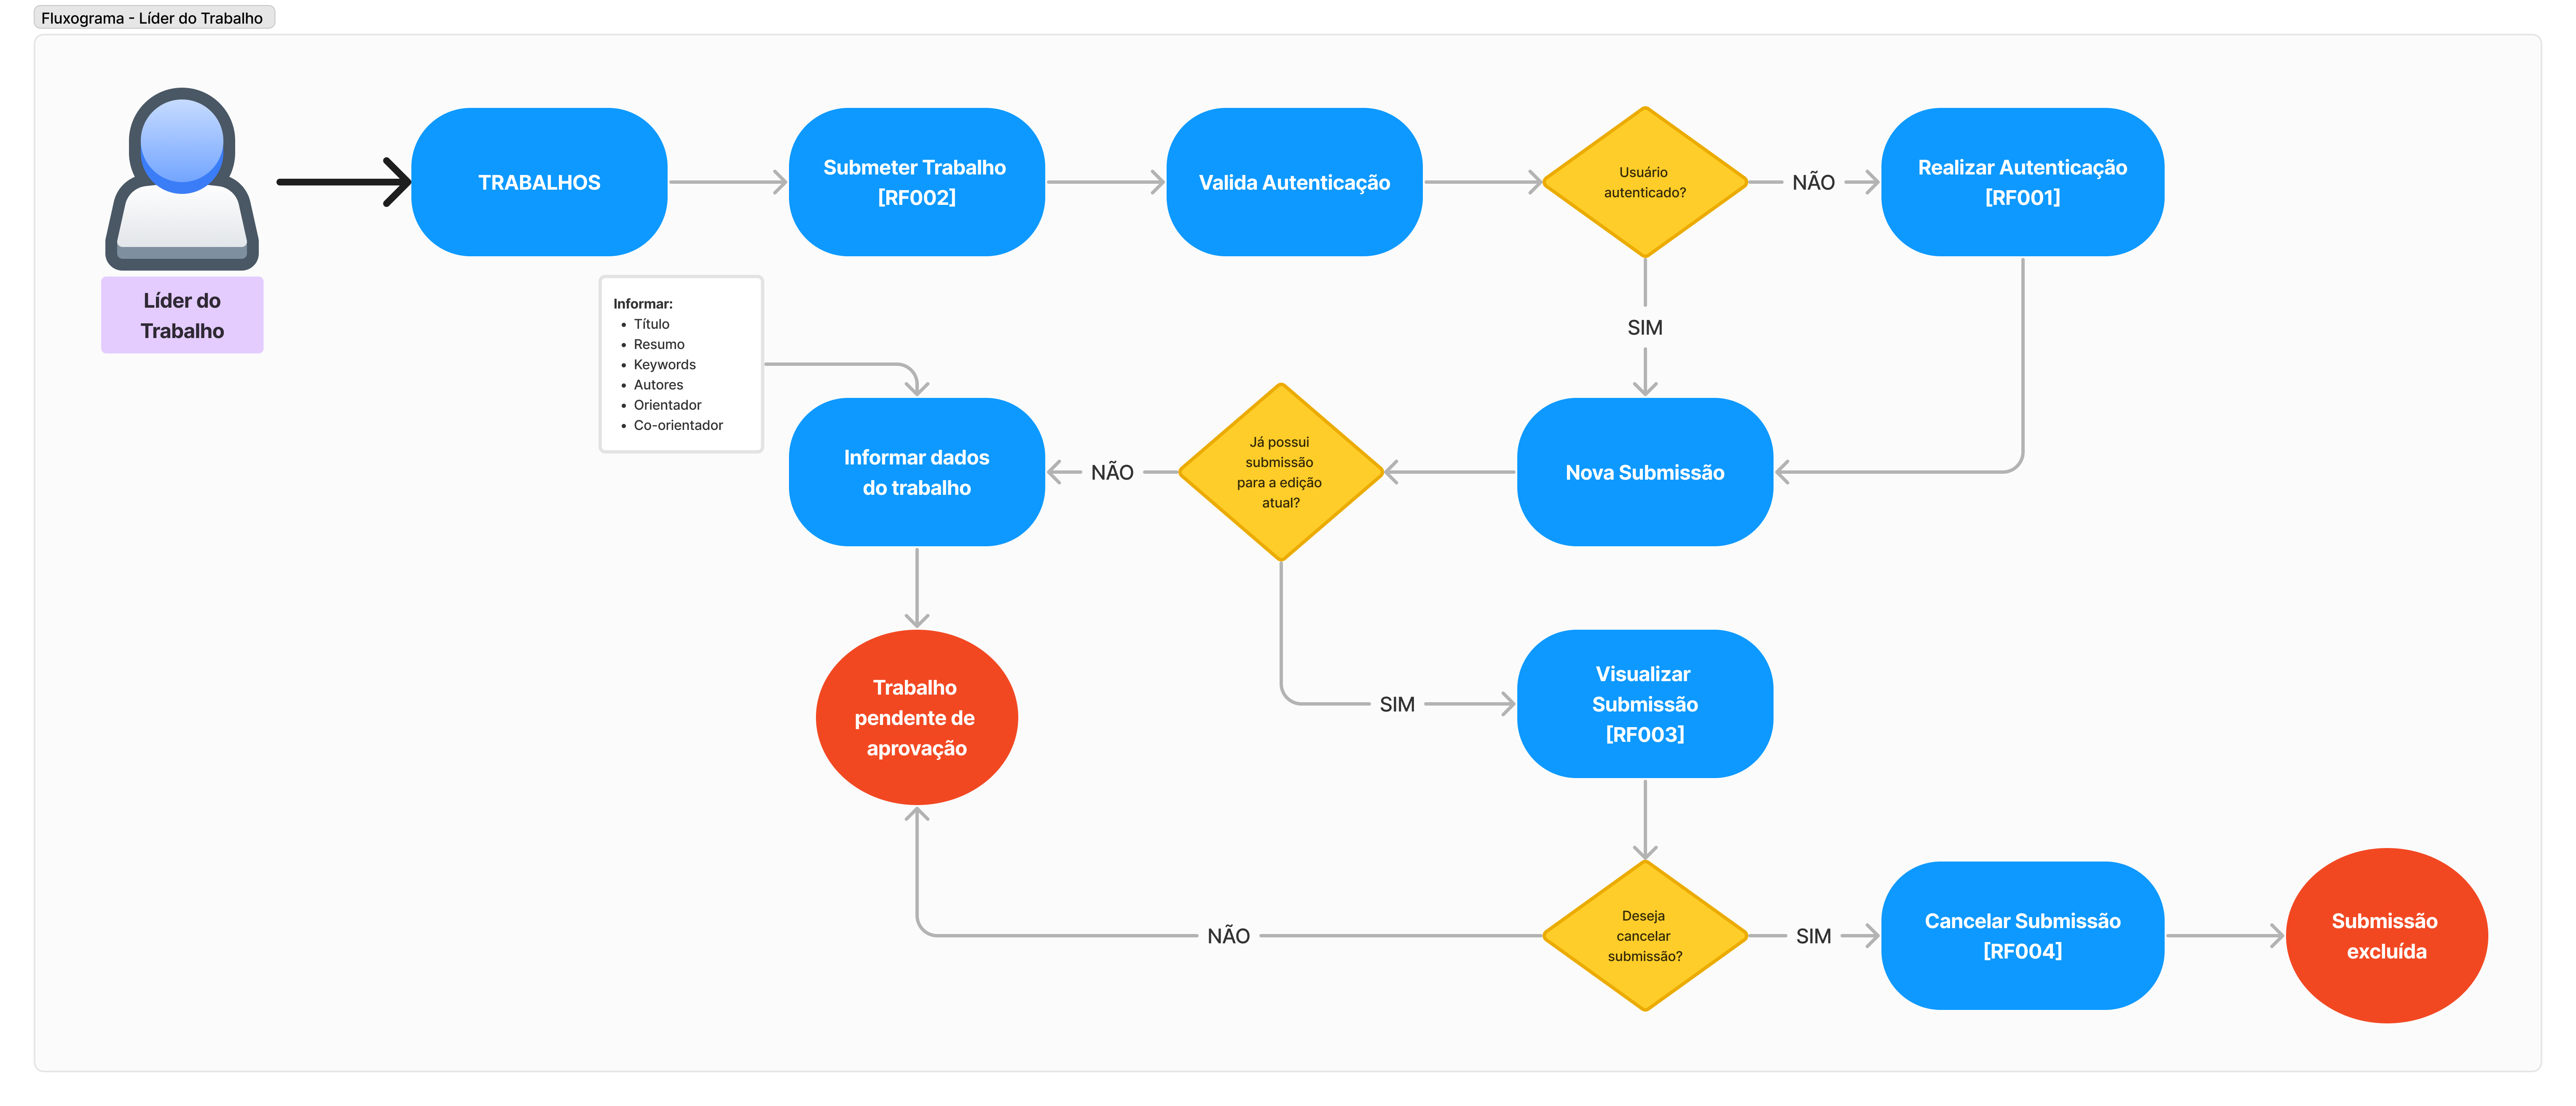 Fluxograma - Líder do Trabalho
TRABALHOS
Submeter Trabalho
[RF002]
Valida Autenticação
Usuário
autenticado?
NÃO
Realizar Autenticação
[RF001]
Líder do
Trabalho
SIM
Informar:
• Título
• Resumo
• Keywords
• Autores
• Orientador
• Co-orientador
Informar dados
do trabalho
NÃO
Já possui
submissão
para a edição
atual?
Nova Submissão
Trabalho
pendente de
aprovação
SIM
Visualizar
Submissão
[RF003]
NÃO
Deseja
cancelar
submissão?
SIM
Cancelar Submissão
[RF004]
Submissão
excluída